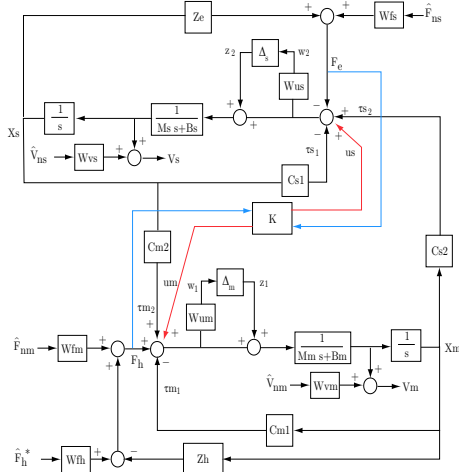 Ze
+
+
Wfs
F̂ns
z2
Δs
w2
Fe
Wus
τs2
−
1
s
1
Ms s+Bs
+
+
+
Xs
−
+
τs1
us
V̂ns
Wvs
+
+
Vs
Cs1
K
Cm2
Cs2
um
w1
Δm
z1
τm2
Wum
+
+
+
F̂nm
Wfm
+
+
Fh
+
−
+
1
Mm s+Bm
1
s
Xm
+
τm1
V̂nm
Wvm
+
+
Vm
Cm1
F̂h*
Wfh
+
−
Zh